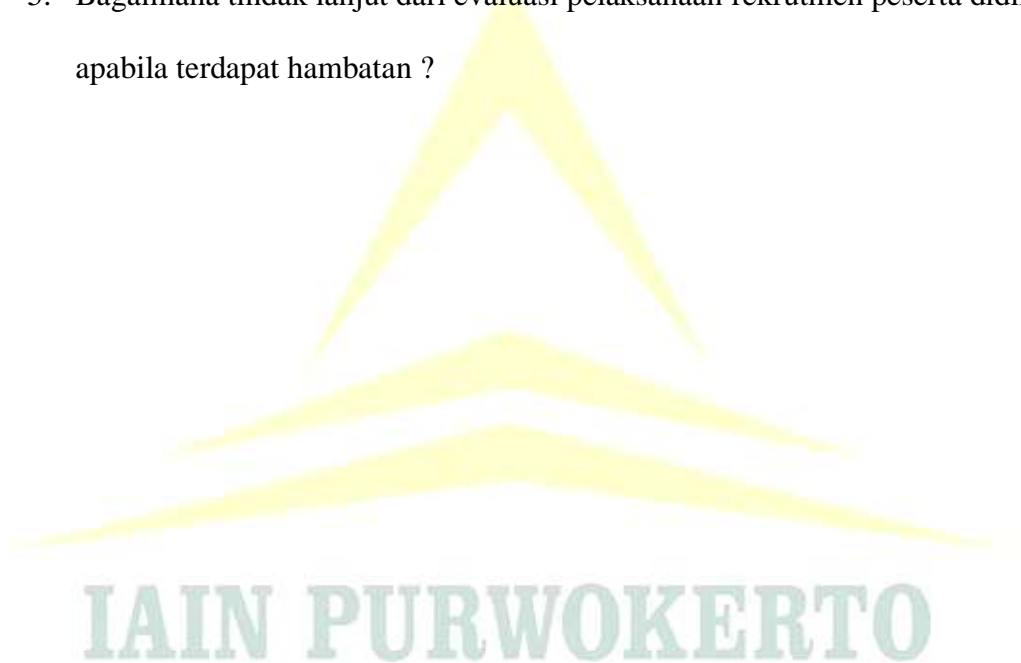 Bagaimana tindak lanjut dari evaluasi pelaksanaan rekrutmen peserta
apabila terdapat hambatan ?
IAIN PURWOKERTO